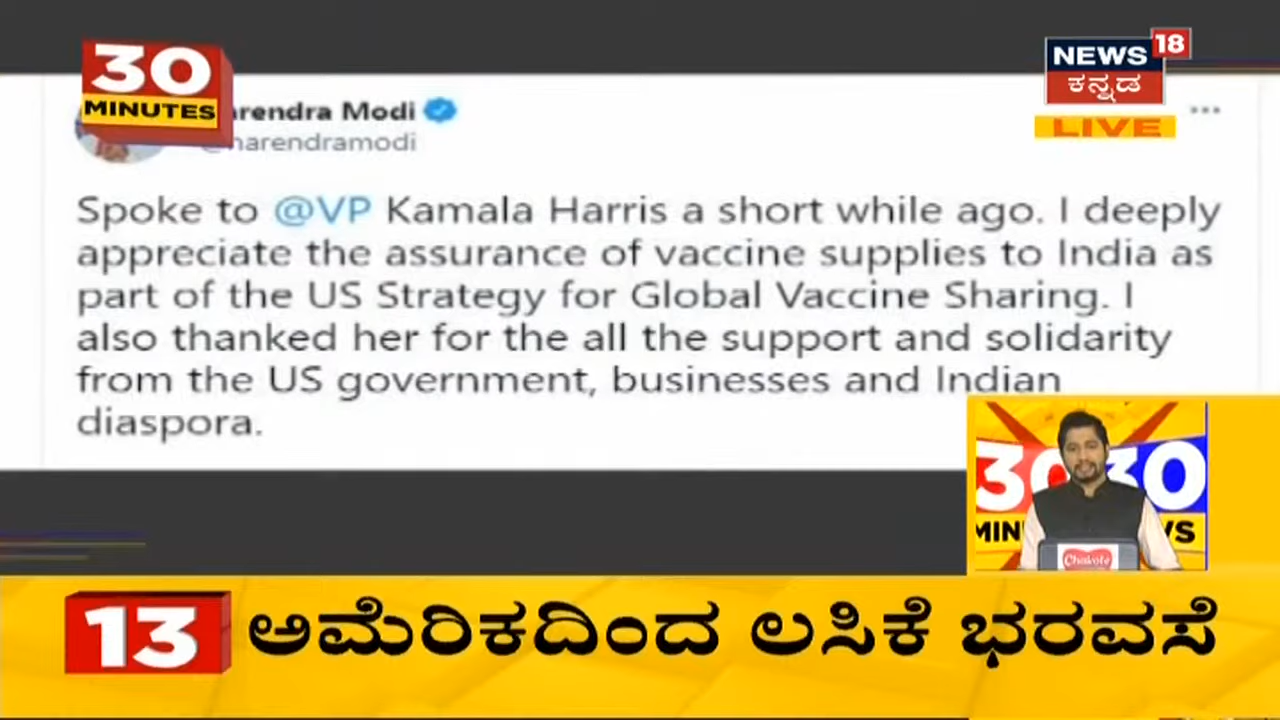 30
MINUTES
NEWS 18
ಕನ್ನಡ
LIVE
arendra Modi
@narendramodi
Spoke to @VP Kamala Harris a short while ago. I deeply
appreciate the assurance of vaccine supplies to India as
part of the US Strategy for Global Vaccine Sharing. I
also thanked her for the all the support and solidarity
from the US government, businesses and Indian
diaspora.
30 30
Chakote
13 ಅಮೆರಿಕದಿಂದ ಲಸಿಕೆ ಭರವಸೆ